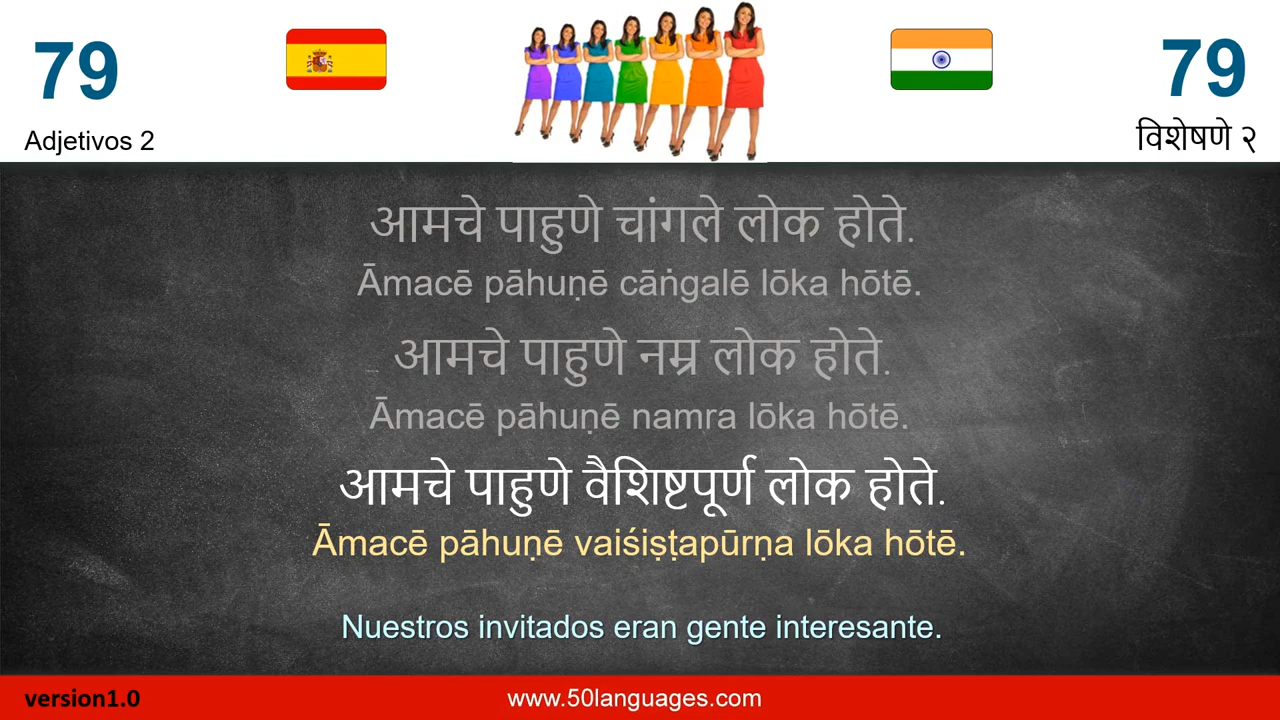 79
79
Adjetivos 2
विशेषणे २
आमचे पाहुणे चांगले लोक होते.
Āmacē pāhuṇē cāṅgalē lōka hōtē.
आमचे पाहुणे नम्र लोक होते.
Āmacē pāhuṇē namra lōka hōtē.
आमचे पाहुणे वैशिष्टपूर्ण लोक होते.
Āmacē pāhuṇē vaiśiṣṭapūrṇa lōka hōtē.
Nuestros invitados eran gente interesante.
version1.0
www.50languages.com